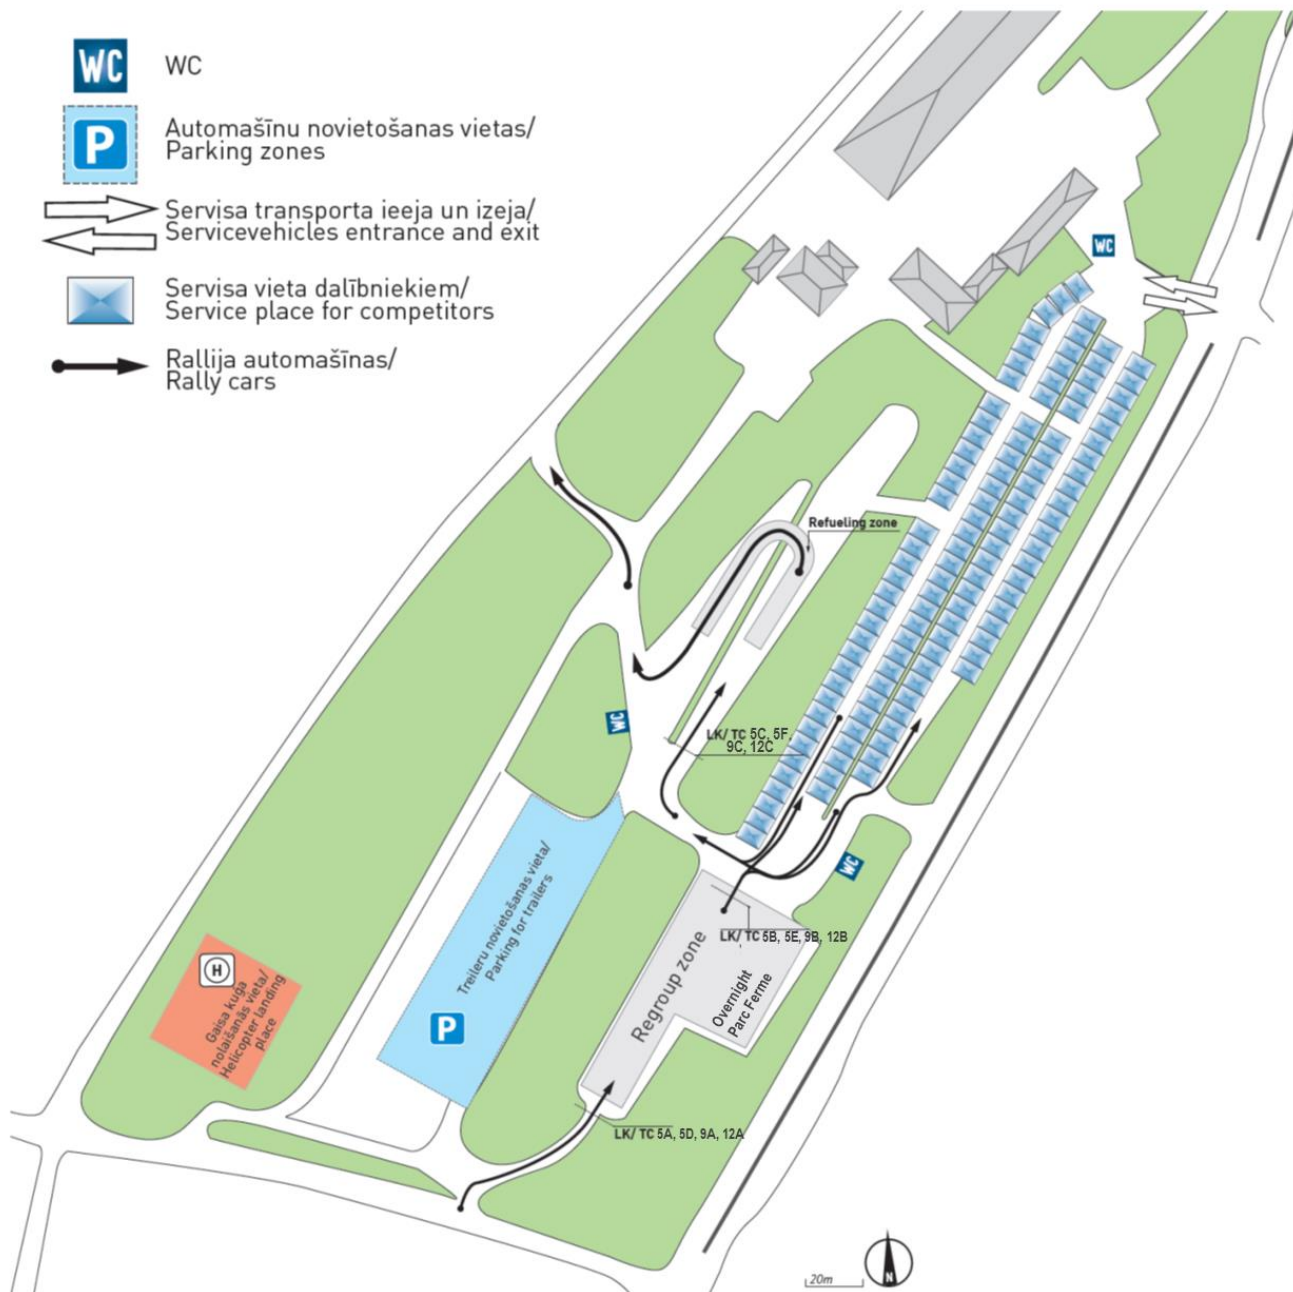 WC
WC
P
Automašīnu novietošanas vietas/
Parking zones
Servisa transporta ieeja un izeja/
Servicevehicles entrance and exit
Servisa vieta dalībniekiem/
Service place for competitors
Rallija automašīnas/
Rally cars
WC
Refueling zone
WC
LK/ TC 5C, 5F,
9C, 12C
WC
Treileru novietošanas vieta/
Parking for trailers
P
LK/ TC 5B, 5E, 9B, 12B
Regroup zone
Overnight
Parc Ferme
H
Gaisa kuģa
nolaišanās vieta/
Helicopter landing
place
LK/ TC 5A, 5D, 9A, 12A
20m
N